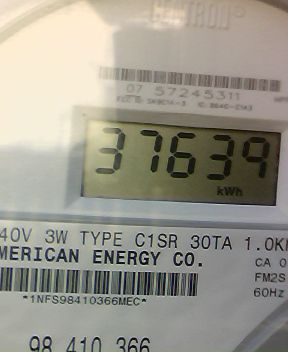 CENTRON®
07 57245311
37639
kWh
40V 3W TYPE C1SR 30TA 1.0K
MERICAN ENERGY CO.
CA 0
FM2S
60Hz
*1NFS98410366MEC*
98 410 366